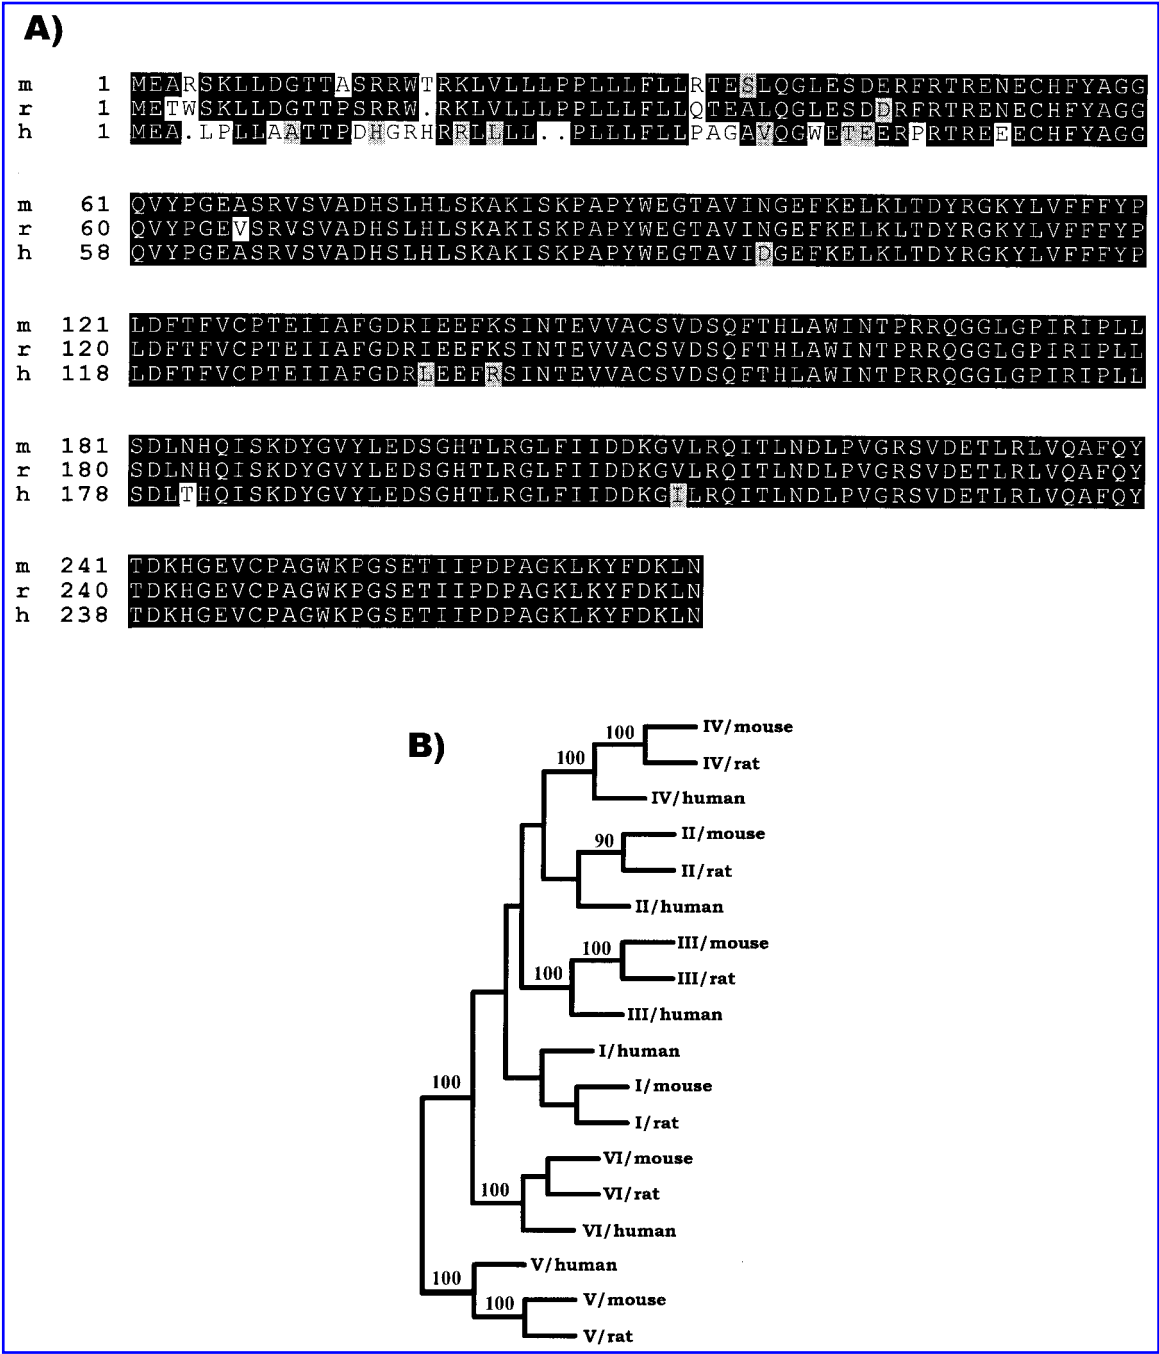 A)
m 1 MEARSKLLDGTTASRRWTRKLVLLLPPLLLFLLRTESLQGLESDERFRTRENECHFYAGG
r 1 METWSKLLDGTTPSRRW.RKLVLLLPPLLLFLLQTEALQGLESDDRFRTRENECHFYAGG
h 1 MEA.LPLLAATTPDHGRHRRLLLL..PLLLFLLPAGAVQGWETEERPRTREEECHFYAGG
m 61 QVYPGEASRVSVADHSLHLSKAKISKPAPYWEGTAVINGEFKELKLTDYRGKYLVFFFYP
r 60 QVYPGEVSRVSVADHSLHLSKAKISKPAPYWEGTAVINGEFKELKLTDYRGKYLVFFFYP
h 58 QVYPGEASRVSVADHSLHLSKAKISKPAPYWEGTAVIDGEFKELKLTDYRGKYLVFFFYP
m 121 LDFTFVCPTEIIAFGDRIEEFKSINTEVVACSVDSQFTHLAWINTPRRQGGLGPIRIPLL
r 120 LDFTFVCPTEIIAFGDRIEEFKSINTEVVACSVDSQFTHLAWINTPRRQGGLGPIRIPLL
h 118 LDFTFVCPTEIIAFGDRLEEFRSINTEVVACSVDSQFTHLAWINTPRRQGGLGPIRIPLL
m 181 SDLNHQISKDYGVYLEDSGHTLRGLFIIDDKGVLRQITLNDLPVGRSVDETLRLVQAFQY
r 180 SDLNHQISKDYGVYLEDSGHTLRGLFIIDDKGVLRQITLNDLPVGRSVDETLRLVQAFQY
h 178 SDLTHQISKDYGVYLEDSGHTLRGLFIIDDKGILRQITLNDLPVGRSVDETLRLVQAFQY
m 241 TDKHGEVCPAGWKPGSETIIPDPAGKLKYFDKLN
r 240 TDKHGEVCPAGWKPGSETIIPDPAGKLKYFDKLN
h 238 TDKHGEVCPAGWKPGSETIIPDPAGKLKYFDKLN
B)
100 IV/mouse
100
IV/rat
IV/human
II/mouse
90
II/rat
II/human
III/mouse
100
100 III/rat
III/human
I/human
100 I/mouse
I/rat
VI/mouse
100 VI/rat
VI/human
V/human
100
100 V/mouse
V/rat